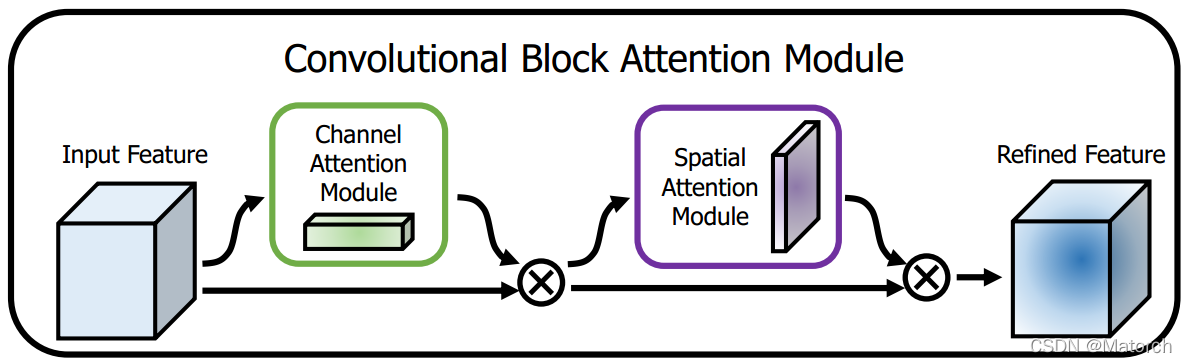 Convolutional Block Attention Module
Input Feature
Channel
Attention
Module
Spatial
Attention
Module
Refined Feature
CSDN @Matorch